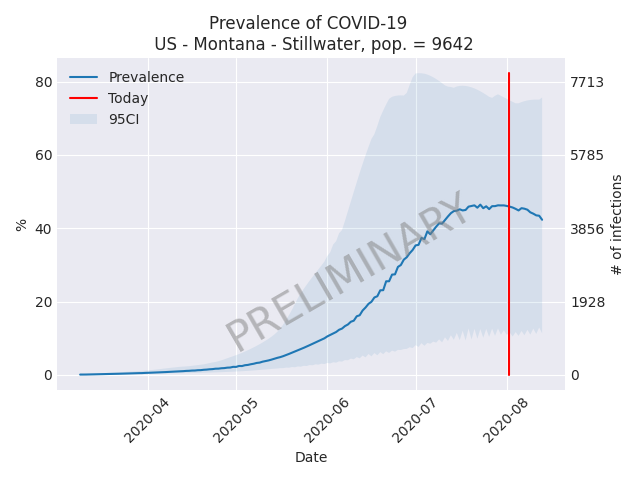 Prevalence of COVID-19
US - Montana - Stillwater, pop. = 9642
Prevalence
Today
95CI
PRELIMINARY
%
80
60
40
20
0
# of infections
7713
5785
3856
1928
0
2020-04
2020-05
2020-06
2020-07
2020-08
Date